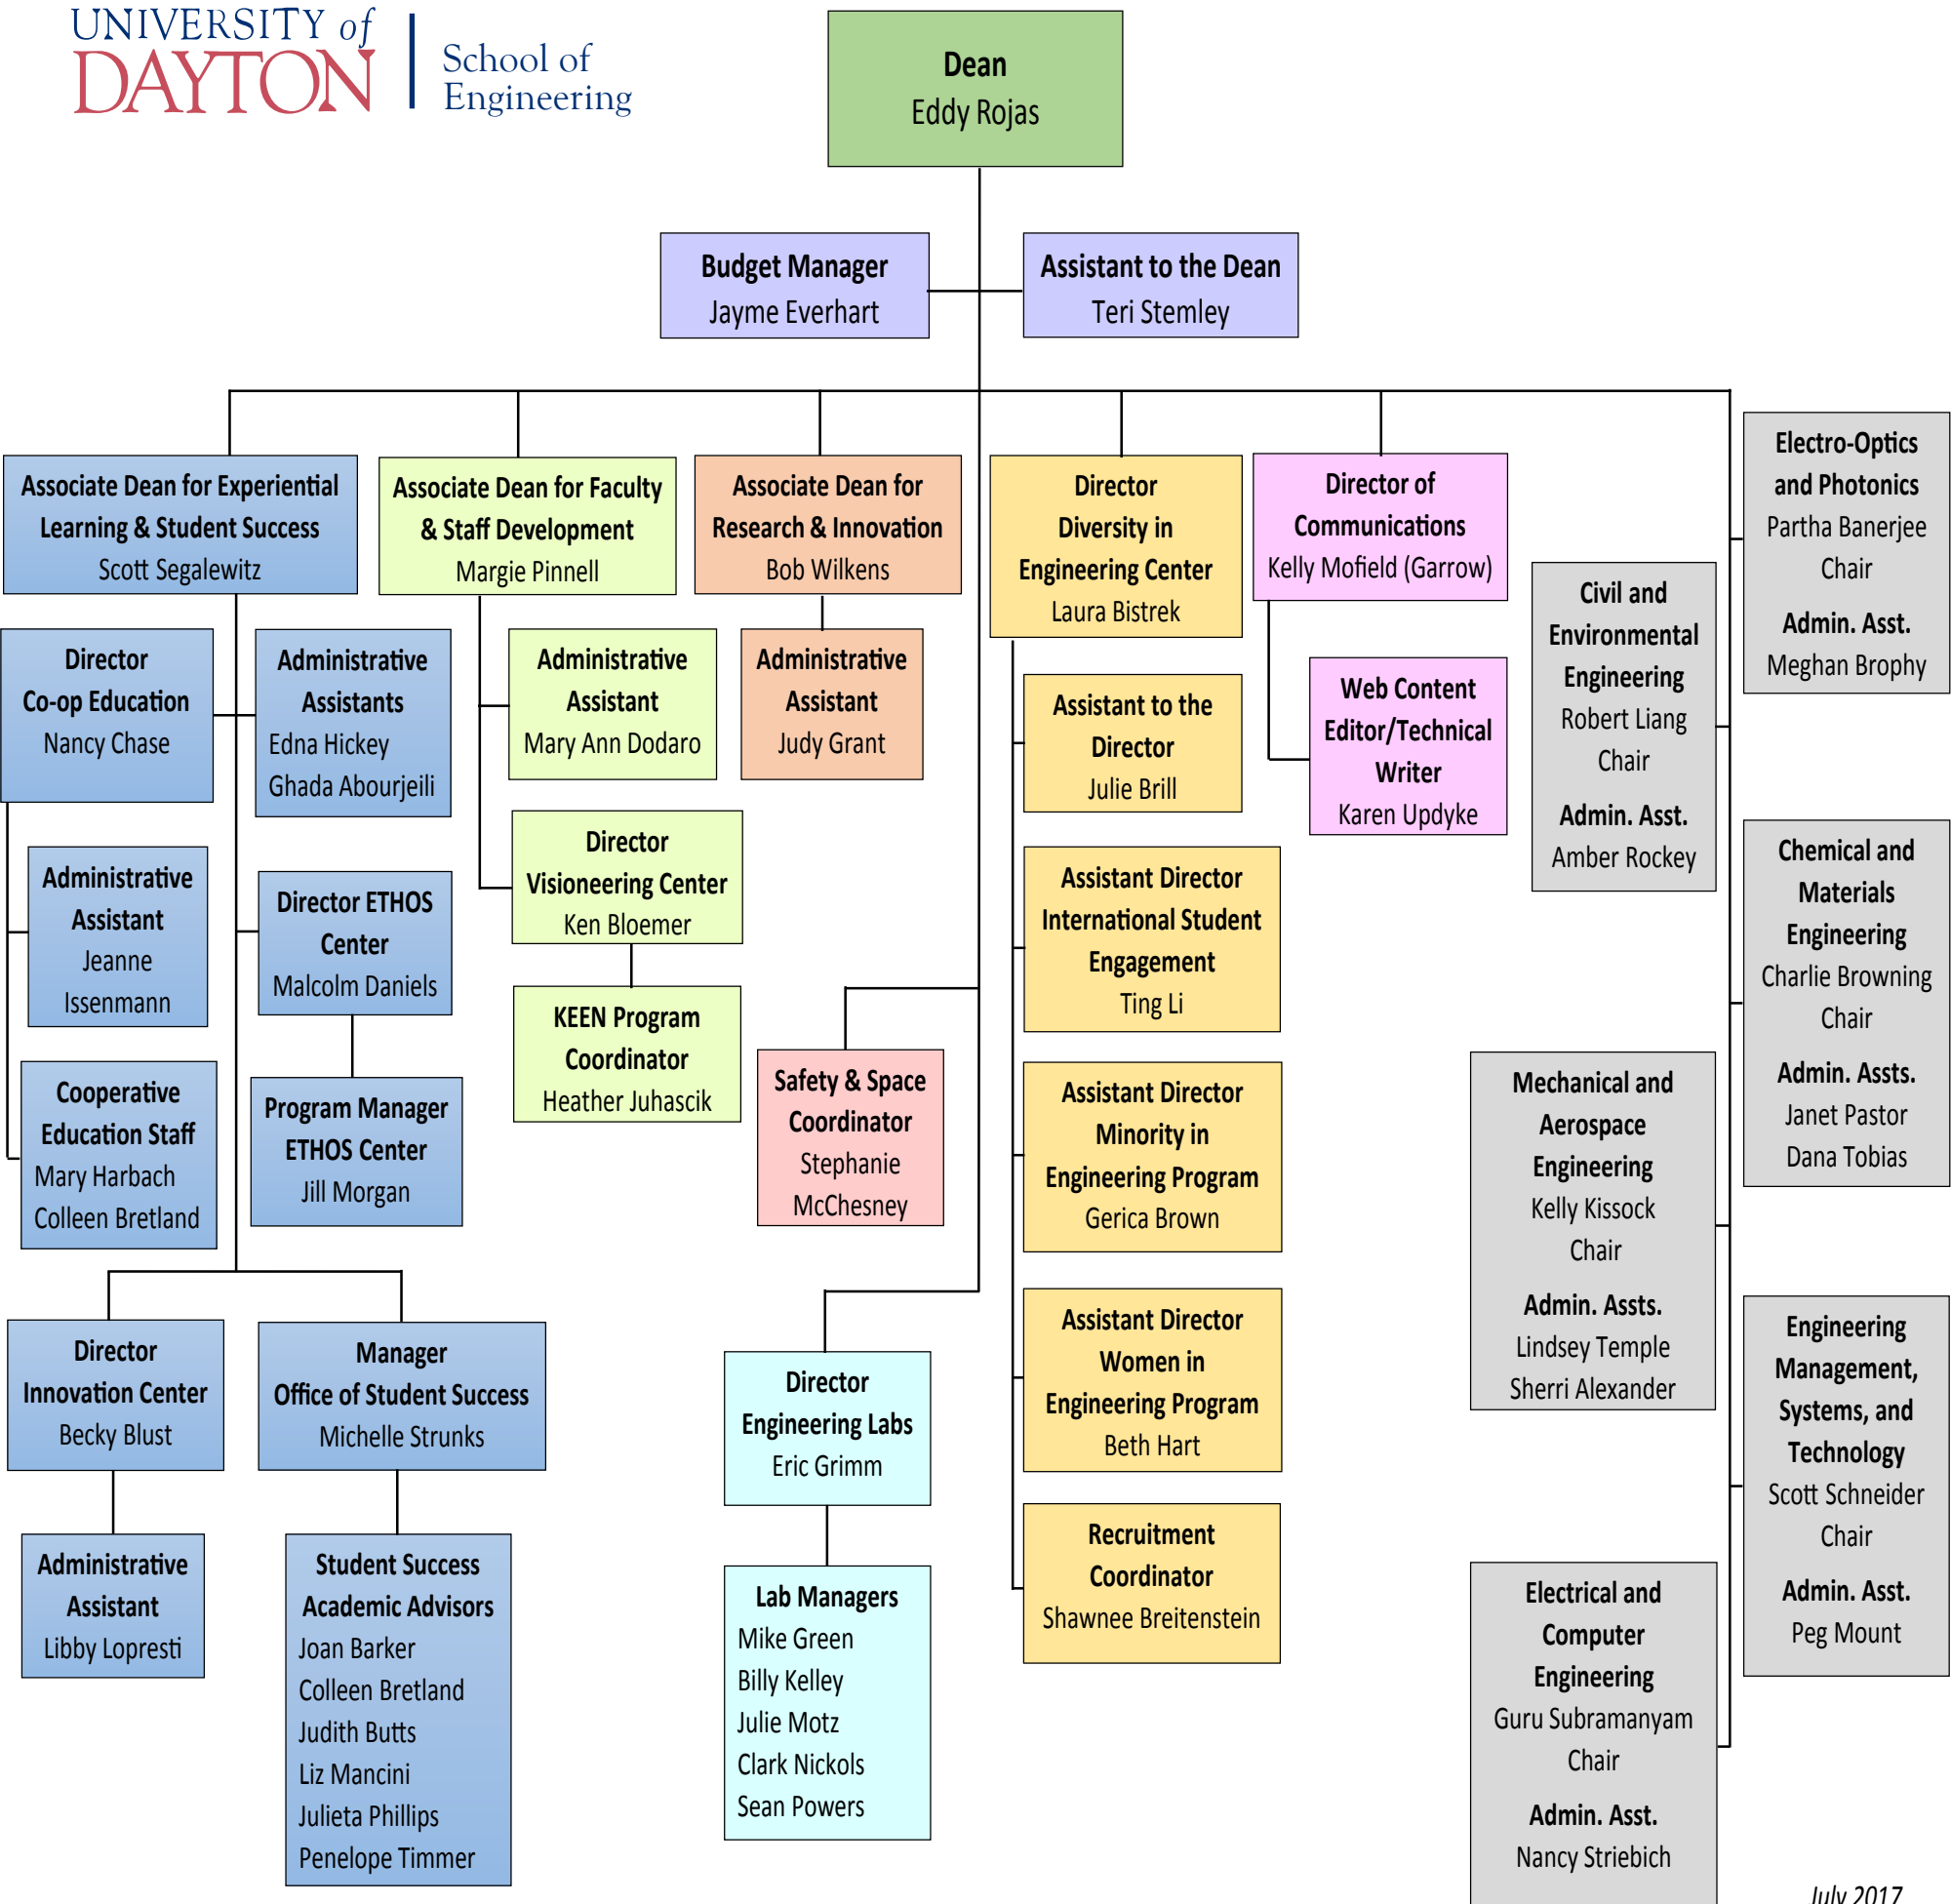 UNIVERSITY of
DAYTON
School of
Engineering
Dean
Eddy Rojas
Budget Manager
Jayme Everhart
Assistant to the Dean
Teri Stemley
Associate Dean for Experiential
Learning & Student Success
Scott Segalewitz
Director
Co-op Education
Nancy Chase
Administrative
Assistants
Edna Hickey
Ghada Abourjeili
Administrative
Assistant
Jeanne
Issenmann
Director ETHOS
Center
Malcolm Daniels
Cooperative
Education Staff
Mary Harbach
Colleen Bretland
Program Manager
ETHOS Center
Jill Morgan
Director
Innovation Center
Becky Blust
Manager
Office of Student Success
Michelle Strunks
Administrative
Assistant
Libby Lopresti
Student Success
Academic Advisors
Joan Barker
Colleen Bretland
Judith Butts
Liz Mancini
Julieta Phillips
Penelope Timmer
Associate Dean for Faculty
& Staff Development
Margie Pinnell
Administrative
Assistant
Mary Ann Dodaro
Director
Visioneering Center
Ken Bloemer
KEEN Program
Coordinator
Heather Juhascik
Associate Dean for
Research & Innovation
Bob Wilkens
Administrative
Assistant
Judy Grant
Safety & Space
Coordinator
Stephanie
McChesney
Director
Engineering Labs
Eric Grimm
Lab Managers
Mike Green
Billy Kelley
Julie Motz
Clark Nickols
Sean Powers
Director
Diversity in
Engineering Center
Laura Bistrek
Assistant to the
Director
Julie Brill
Assistant Director
International Student
Engagement
Ting Li
Assistant Director
Minority in
Engineering Program
Gerica Brown
Assistant Director
Women in
Engineering Program
Beth Hart
Recruitment
Coordinator
Shawnee Breitenstein
Director of
Communications
Kelly Mofield (Garrow)
Web Content
Editor/Technical
Writer
Karen Updyke
Electro-Optics
and Photonics
Partha Banerjee
Chair
Admin. Asst.
Meghan Brophy
Civil and
Environmental
Engineering
Robert Liang
Chair
Admin. Asst.
Amber Rockey
Chemical and
Materials
Engineering
Charlie Browning
Chair
Admin. Assts.
Janet Pastor
Dana Tobias
Mechanical and
Aerospace
Engineering
Kelly Kissock
Chair
Admin. Assts.
Lindsey Temple
Sherri Alexander
Engineering
Management,
Systems, and
Technology
Scott Schneider
Chair
Admin. Asst.
Peg Mount
Electrical and
Computer
Engineering
Guru Subramanyam
Chair
Admin. Asst.
Nancy Striebich
July 2017